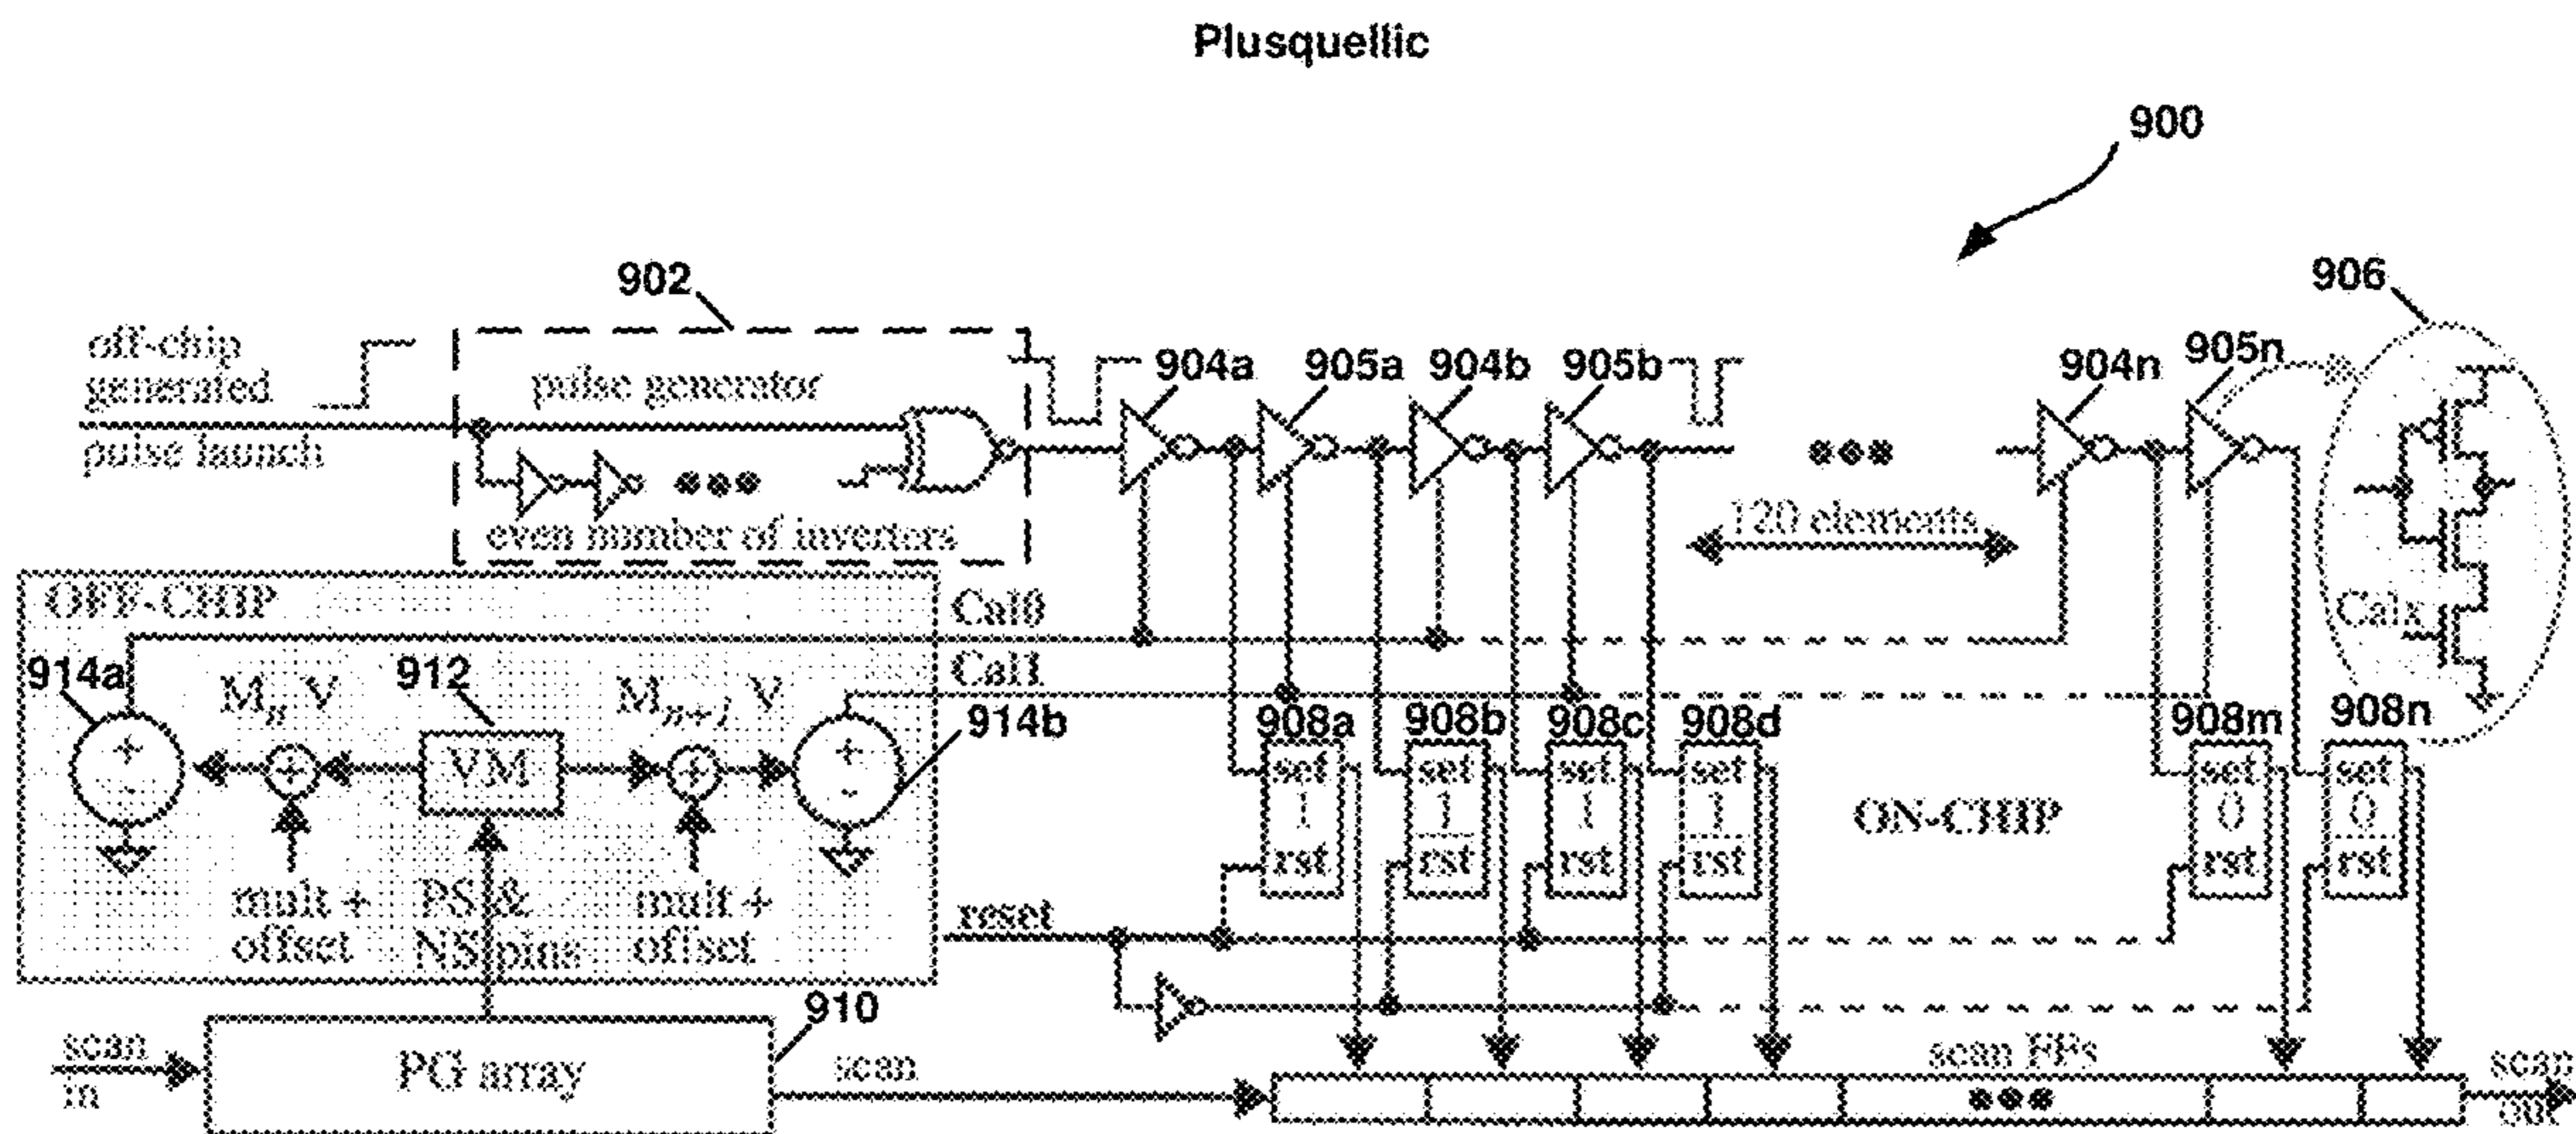 Plusquellic
900
902
906
off-chip
generated
pulse launch
pulse generator
even number of inverters
904a
905a
904b
905b
904n
905n
120 elements
OFF-CHIP
Cal0
Cal1
Calx
914a
Mn V
912
Mn+1 V
914b
+
-
+
VM
+
+
-
mult +
offset
PS &
NS pins
mult +
offset
908a
908b
908c
908d
908m
908n
set
1
rst
set
1
rst
set
1
rst
set
1
rst
set
0
rst
set
0
rst
ON-CHIP
reset
910
scan
in
PG array
scan
scan FFs
scan
out